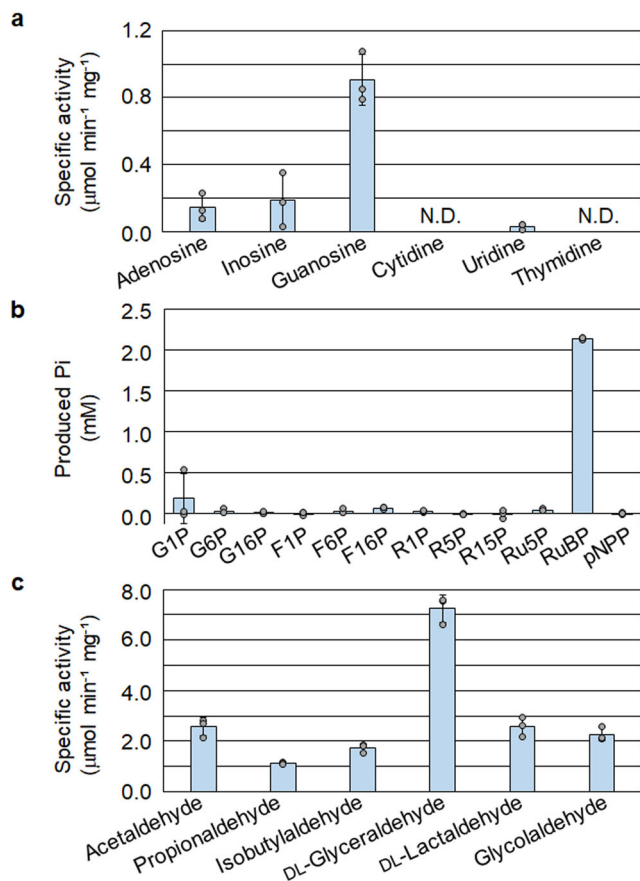 a
Specific activity
(μmol min⁻¹ mg⁻¹)
1.2
0.8
0.4
0.0
N.D.
N.D.
Adenosine
Inosine
Guanosine
Cytidine
Uridine
Thymidine
b
Produced Pi
(mM)
2.5
2.0
1.5
1.0
0.5
0.0
G1P
G6P
G16P
F1P
F6P
F16P
R1P
R5P
R15P
Ru5P
RuBP
pNPP
c
Specific activity
(μmol min⁻¹ mg⁻¹)
8.0
6.0
4.0
2.0
0.0
Acetaldehyde
Propionaldehyde
Isobutylaldehyde
DL-Glyceraldehyde
DL-Lactaldehyde
Glycolaldehyde